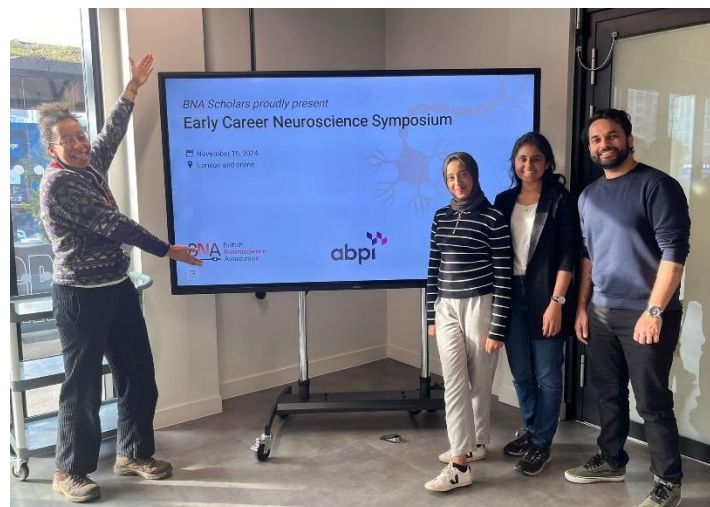 BNA Scholars proudly present
Early Career Neuroscience Symposium
November 15, 2024
London and online
BNA
British
Neuroscience
Association
abpi